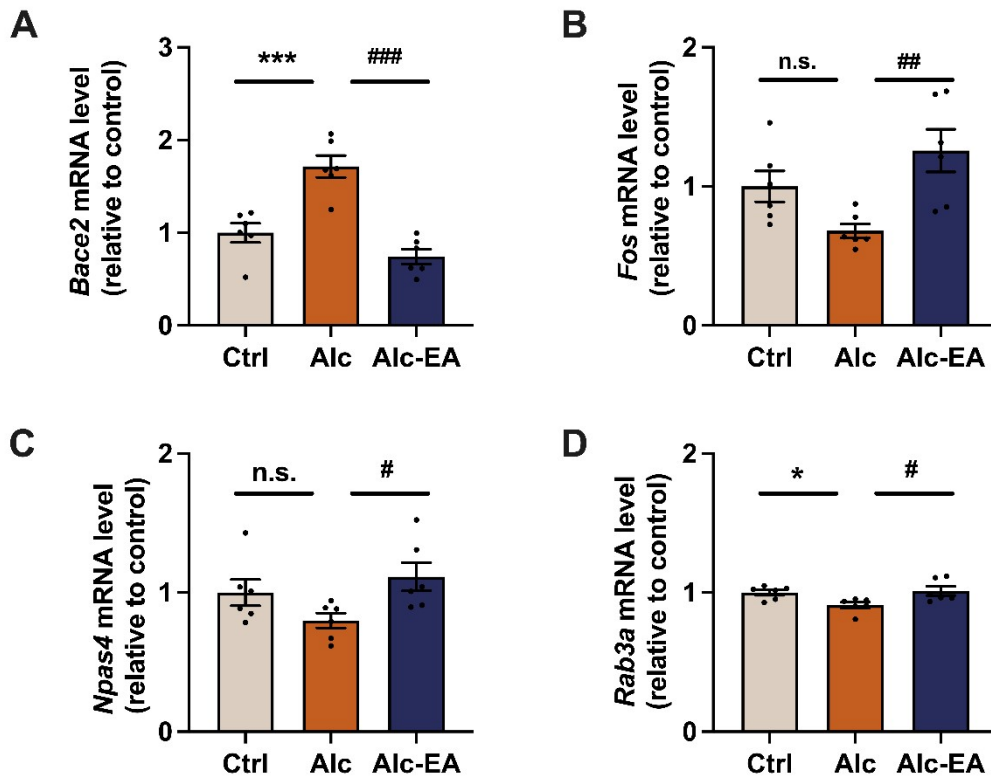 A
Bace2 mRNA level
(relative to control)
3
2
1
0
***
###
Ctrl
Alc
Alc-EA
B
Fos mRNA level
(relative to control)
2
1
0
n.s.
##
Ctrl
Alc
Alc-EA
C
Npas4 mRNA level
(relative to control)
2
1
0
n.s.
#
Ctrl
Alc
Alc-EA
D
Rab3a mRNA level
(relative to control)
2
1
0
*
#
Ctrl
Alc
Alc-EA